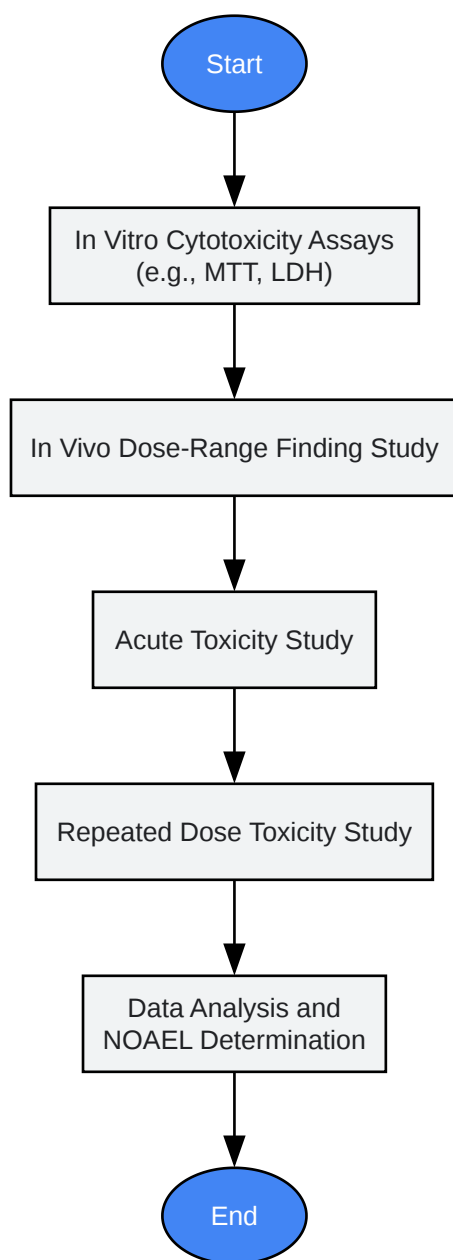 Start
In Vitro Cytotoxicity Assays
(e.g., MTT, LDH)
In Vivo Dose-Range Finding Study
Acute Toxicity Study
Repeated Dose Toxicity Study
Data Analysis and
NOAEL Determination
End